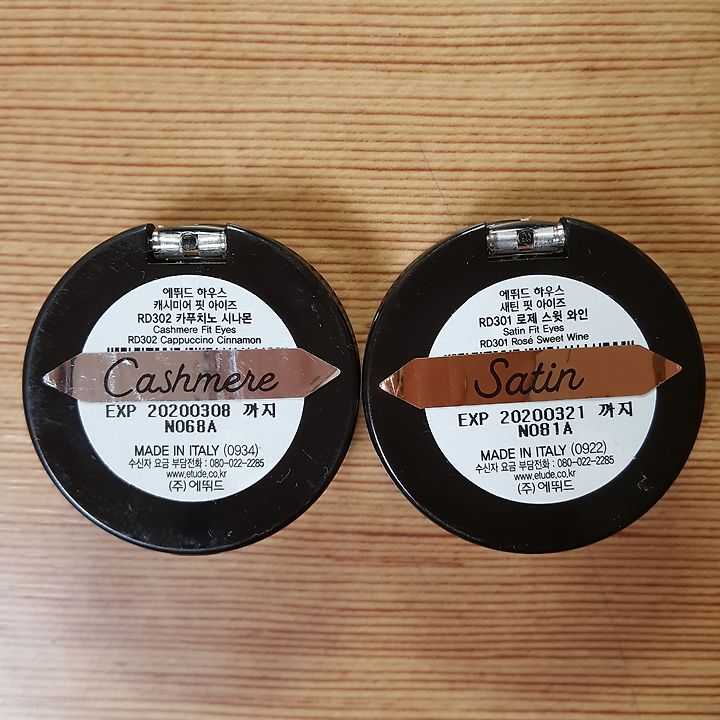 에뛰드 하우스
캐시미어 핏 아이즈
RD302 카푸치노 시나몬
Cashmere Fit Eyes
RD302 Cappuccino Cinnamon
Cashmere
EXP 20200308 까지
N068A
MADE IN ITALY (0934)
수신자 요금 부담전화 : 080-022-2285
www.etude.co.kr
(주) 에뛰드
에뛰드 하우스
새틴 핏 아이즈
RD301 로제 스윗 와인
Satin Fit Eyes
RD301 Rosé Sweet Wine
Satin
EXP 20200321 까지
N081A
MADE IN ITALY (0922)
수신자 요금 부담전화 : 080-022-2285
www.etude.co.kr
(주) 에뛰드